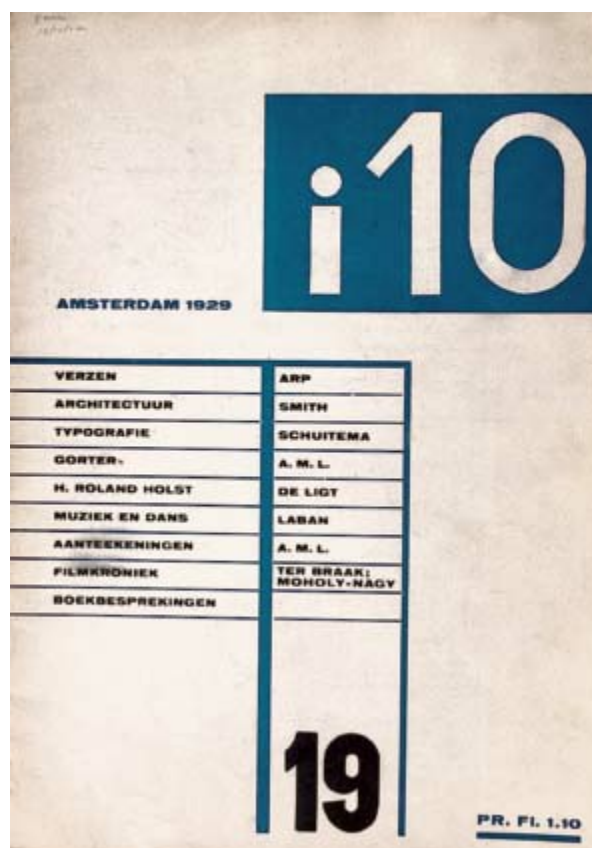 i10
AMSTERDAM 1929
VERZEN ARP
ARCHITECTUUR SMITH
TYPOGRAFIE SCHUITEMA
GORTER- A. M. L.
H. ROLAND HOLST DE LIGT
MUZIEK EN DANS LABAN
AANTEEKENINGEN A. M. L.
FILMKRONIEK TER BRAAK;
MOHOLY-NAGY
BOEKBESPREKINGEN
19
PR. Fl. 1.10